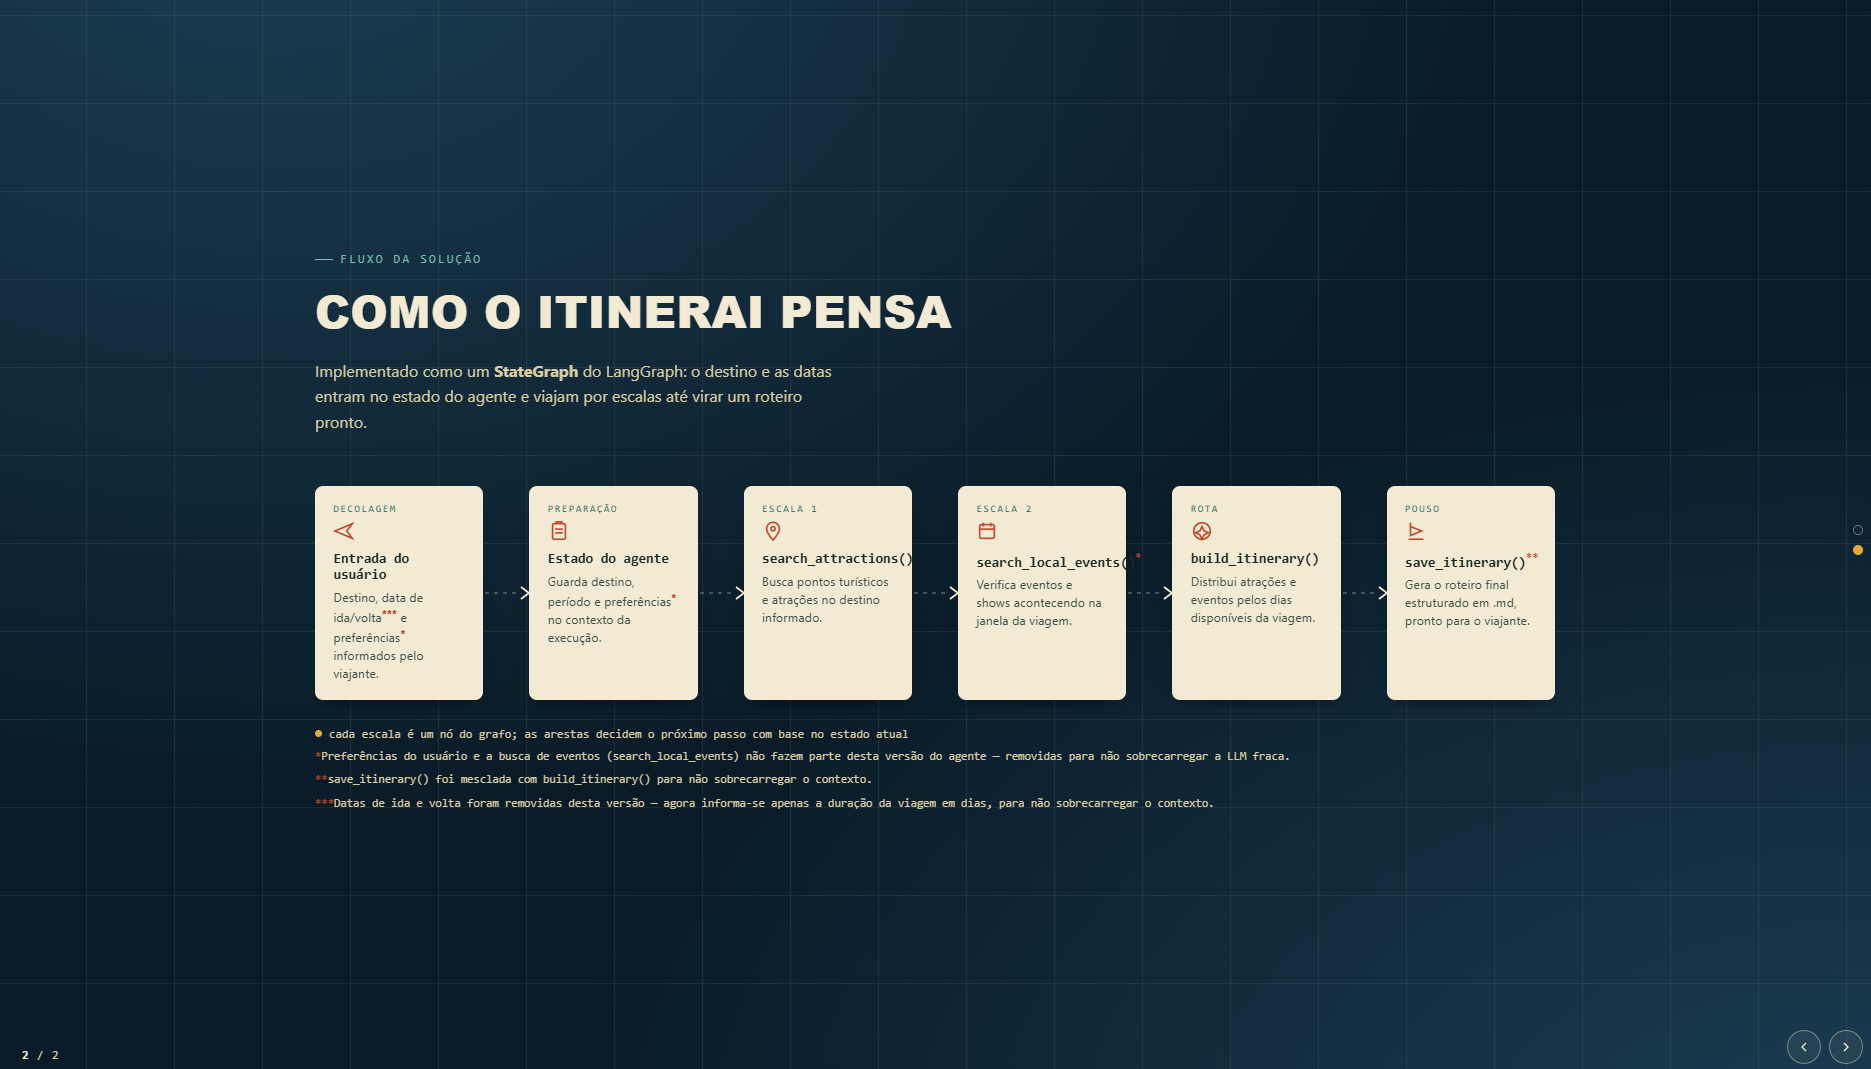 FLUXO DA SOLUÇÃO
COMO O ITINERAI PENSA
Implementado como um StateGraph do LangGraph: o destino e as datas
entram no estado do agente e viajam por escalas até virar um roteiro
pronto.
DECOLAGEM
Entrada do
usuário
Destino, data de
ida/volta*** e
preferências*
informados pelo
viajante.
PREPARAÇÃO
Estado do agente
Guarda destino,
período e preferências*
no contexto da
execução.
ESCALA 1
search_attractions()
Busca pontos turísticos
e atrações no destino
informado.
ESCALA 2
search_local_events()*
Verifica eventos e
shows acontecendo na
janela da viagem.
ROTA
build_itinerary()
Distribui atrações e
eventos pelos dias
disponíveis da viagem.
POUSO
save_itinerary()**
Gera o roteiro final
estruturado em .md,
pronto para o viajante.
cada escala é um nó do grafo; as arestas decidem o próximo passo com base no estado atual
*Preferências do usuário e a busca de eventos (search_local_events) não fazem parte desta versão do agente — removidas para não sobrecarregar a LLM fraca.
**save_itinerary() foi mesclada com build_itinerary() para não sobrecarregar o contexto.
***Datas de ida e volta foram removidas desta versão — agora informa-se apenas a duração da viagem em dias, para não sobrecarregar o contexto.
2 / 2